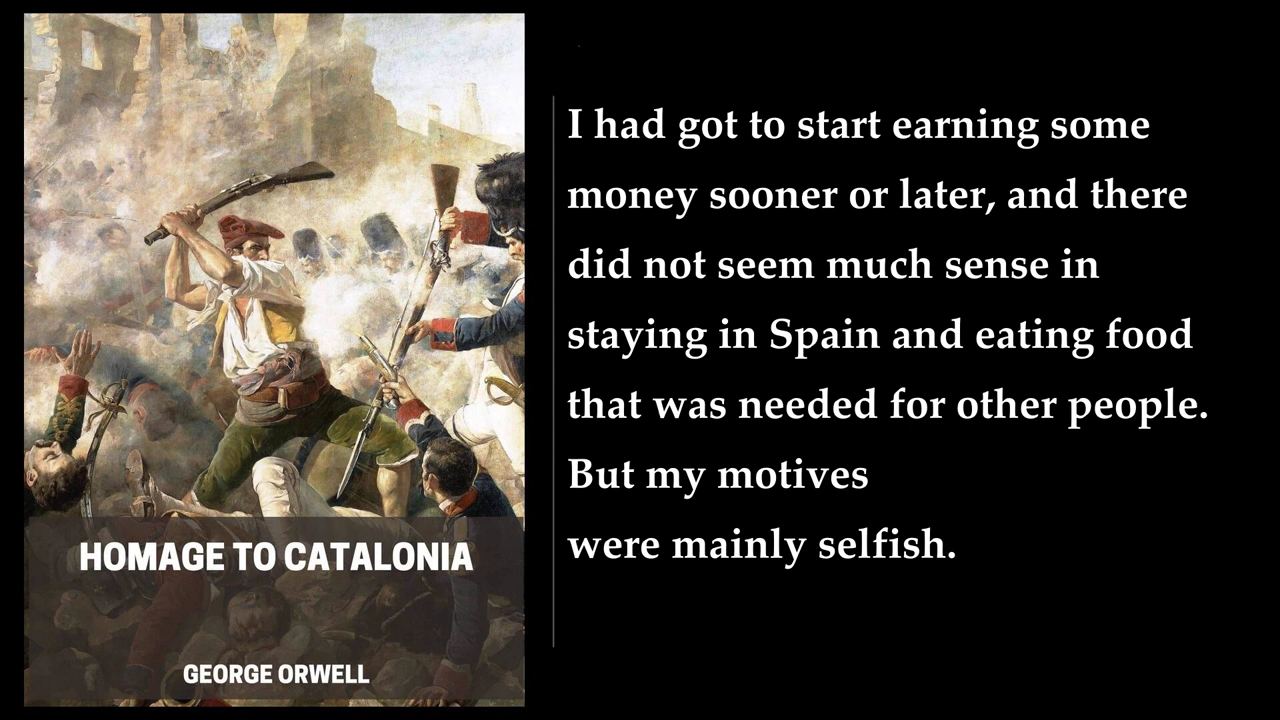 HOMAGE TO CATALONIA
GEORGE ORWELL
I had got to start earning some
money sooner or later, and there
did not seem much sense in
staying in Spain and eating food
that was needed for other people.
But my motives
were mainly selfish.